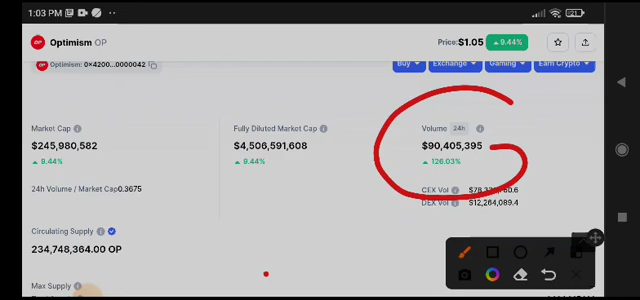 1:03 PM
21
Optimism OP
Price:$1.05 9.44%
Optimism: 0×4200...0000042
Buy Exchange Gaming Earn Crypto
Market Cap
Fully Diluted Market Cap
Volume 24h
$245,980,582
$4,506,591,608
$90,405,395
9.44%
9.44%
126.03%
24h Volume / Market Cap0.3675
CEX Vol
DEX Vol $12,264,089.4
Circulating Supply
234,748,364.00 OP
Max Supply